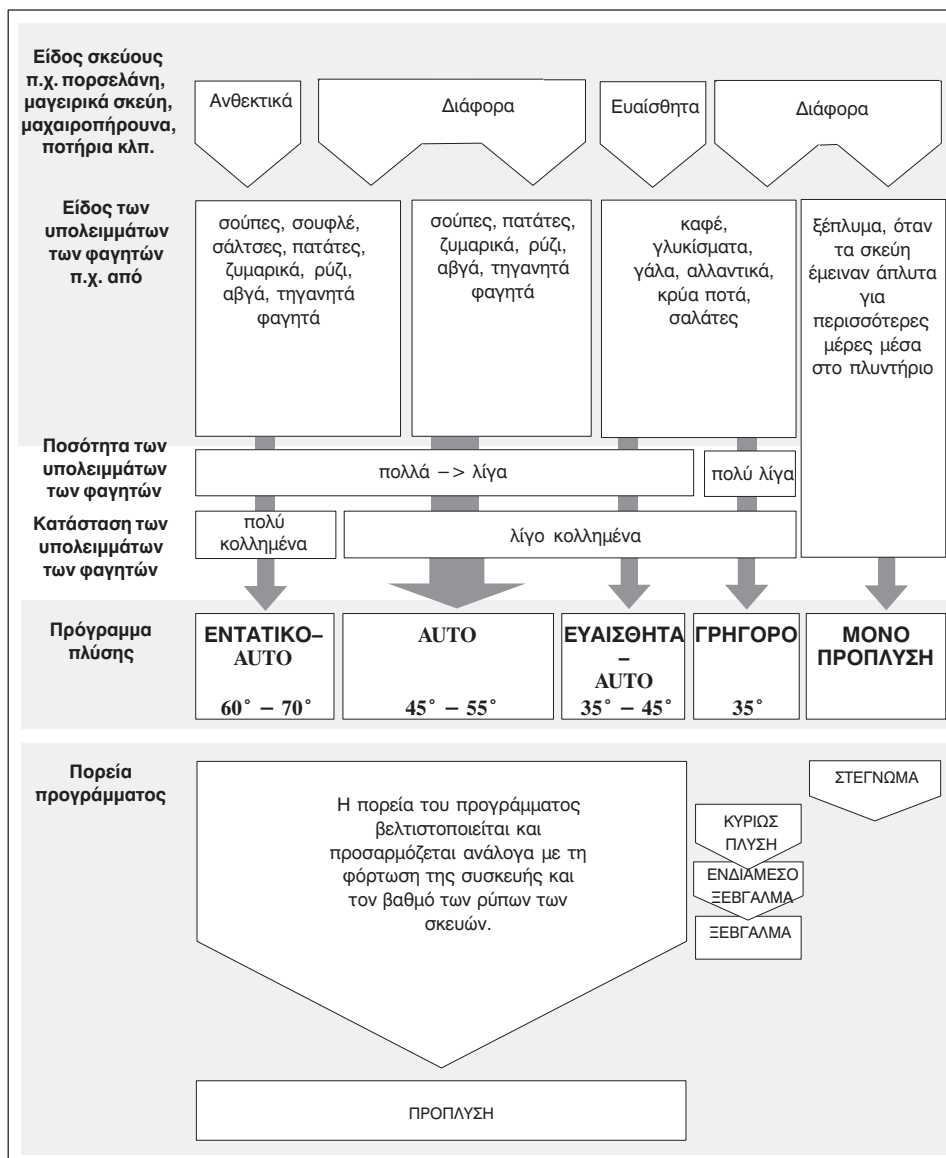 Είδος σκεύους
π.χ. πορσελάνη,
μαγειρικά σκεύη,
μαχαιροπήρουνα,
ποτήρια κλπ.
Ανθεκτικά
Διάφορα
Ευαίσθητα
Διάφορα
Είδος των
υπολειμμάτων
των φαγητών
π.χ. από
σούπες, σουφλέ,
σάλτσες, πατάτες,
ζυμαρικά, ρύζι,
αβγά, τηγανητά
φαγητά
σούπες, πατάτες,
ζυμαρικά, ρύζι,
αβγά, τηγανητά
φαγητά
καφέ,
γλυκίσματα,
γάλα, αλλαντικά,
κρύα ποτά,
σαλάτες
ξέπλυμα, όταν
τα σκεύη
έμειναν άπλυτα
για
περισσότερες
μέρες μέσα
στο πλυντήριο
Ποσότητα των
υπολειμμάτων
των φαγητών
πολλά –> λίγα
πολύ λίγα
Κατάσταση των
υπολειμμάτων
των φαγητών
πολύ
κολλημένα
λίγο κολλημένα
Πρόγραμμα
πλύσης
ΕΝΤΑΤΙΚΟ–
AUTO
60° – 70°
AUTO
45° – 55°
ΕΥΑΙΣΘΗΤΑ
–
AUTO
35° – 45°
ΓΡΗΓΟΡΟ
35°
ΜΟΝΟ
ΠΡΟΠΛΥΣΗ
Πορεία
προγράμματος
Η πορεία του προγράμματος
βελτιστοποιείται και
προσαρμόζεται ανάλογα με τη
φόρτωση της συσκευής και
τον βαθμό των ρύπων των
σκευών.
ΚΥΡΙΩΣ
ΠΛΥΣΗ
ΕΝΔΙΑΜΕΣΟ
ΞΕΒΓΑΛΜΑ
ΞΕΒΓΑΛΜΑ
ΣΤΕΓΝΩΜΑ
ΠΡΟΠΛΥΣΗ